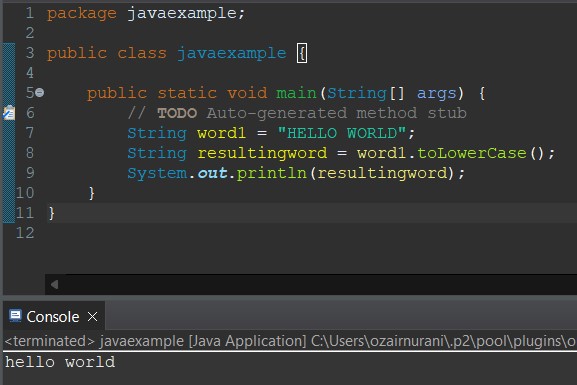 1 package javaexample;
2
3 public class javaexample {
4
5 public static void main(String[] args) {
6 // TODO Auto-generated method stub
7 String word1 = "HELLO WORLD";
8 String resultingword = word1.toLowerCase();
9 System.out.println(resultingword);
10 }
11 }
12
Console
<terminated> javaexample [Java Application] C:\Users\ozairnurani\.p2\pool\plugins\o
hello world